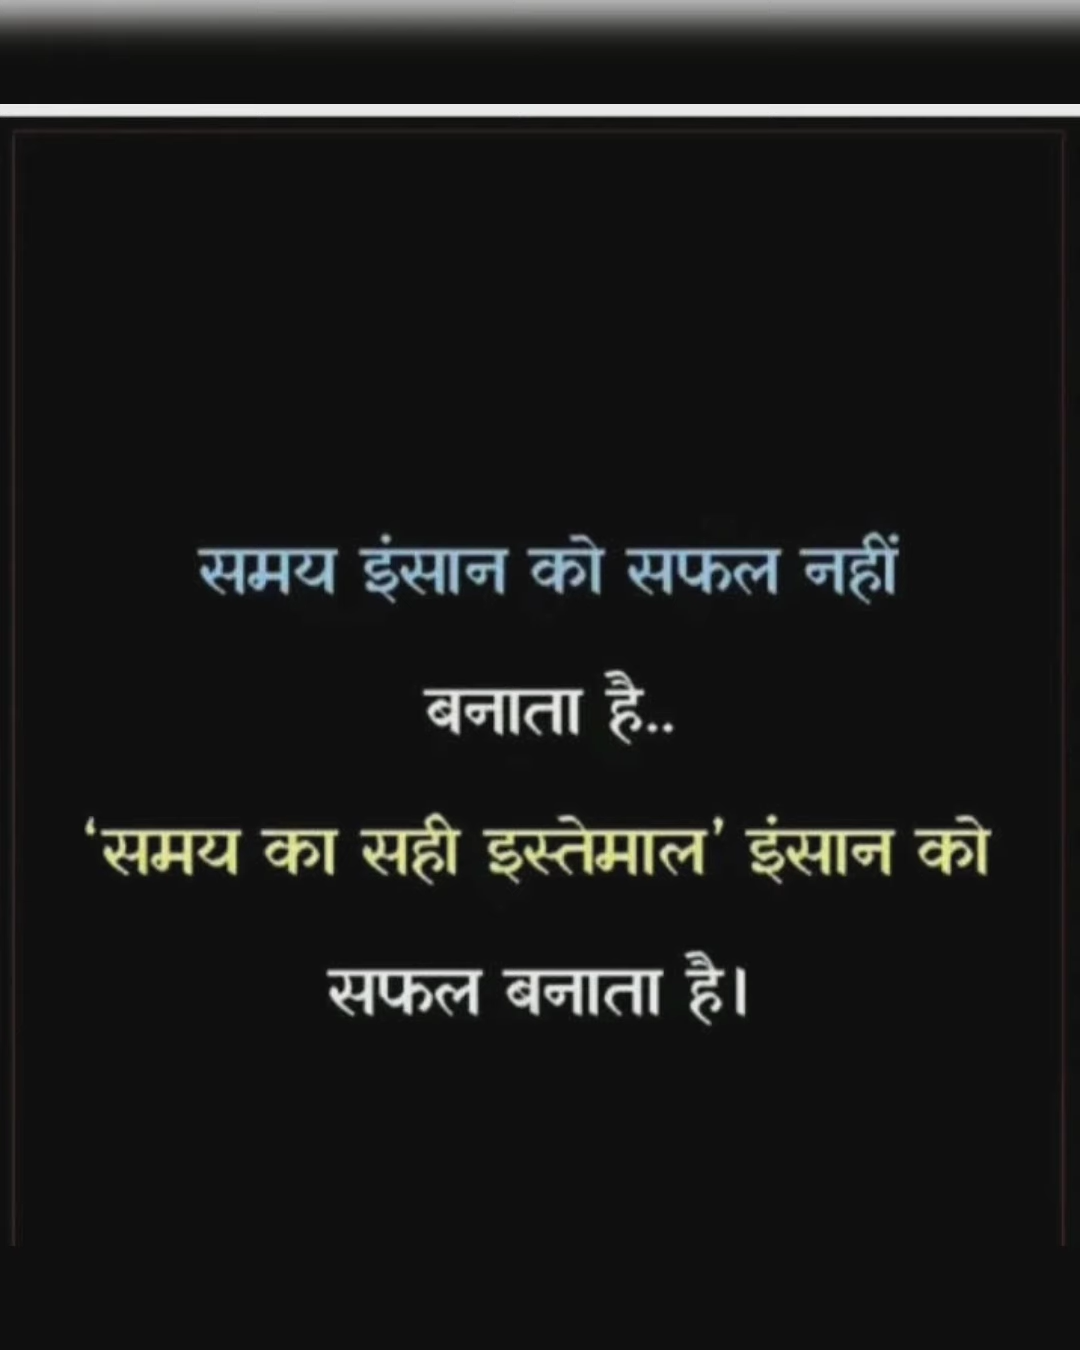 समय इंसान को सफल नहीं
बनाता है..
‘समय का सही इस्तेमाल’ इंसान को
सफल बनाता है।